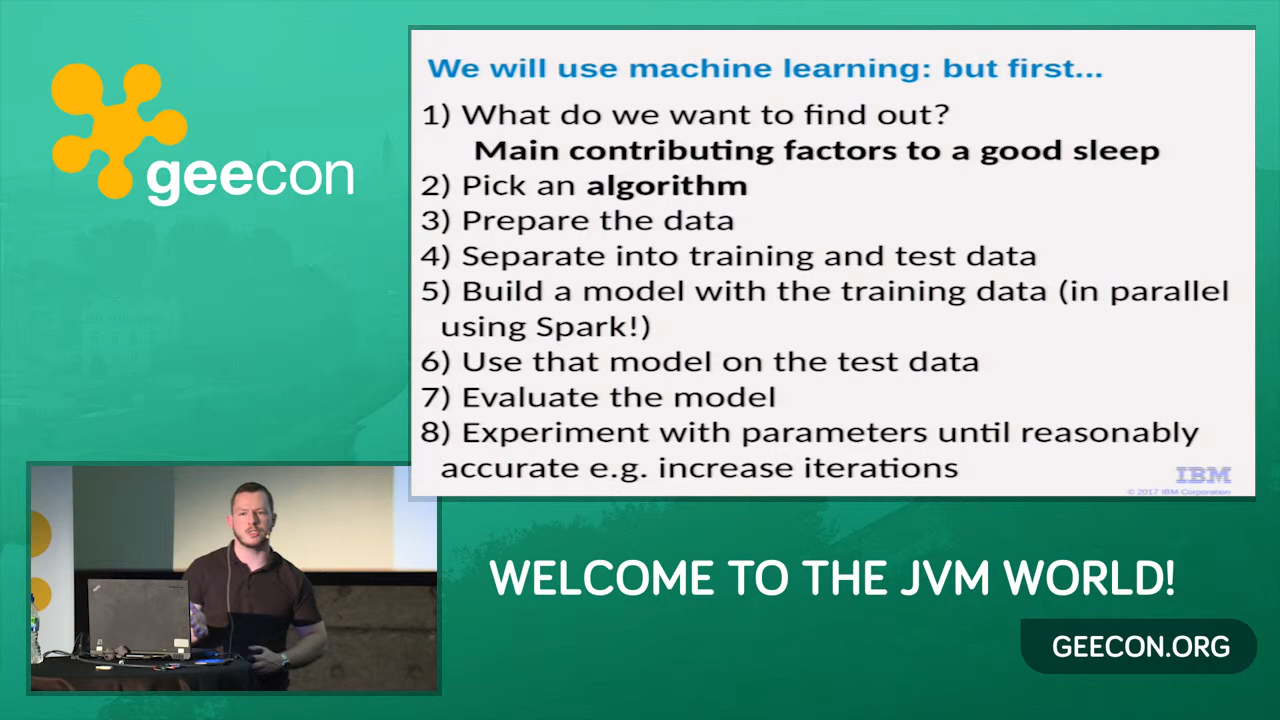 geecon
We will use machine learning: but first...
1) What do we want to find out?
Main contributing factors to a good sleep
2) Pick an algorithm
3) Prepare the data
4) Separate into training and test data
5) Build a model with the training data (in parallel
using Spark!)
6) Use that model on the test data
7) Evaluate the model
8) Experiment with parameters until reasonably
accurate e.g. increase iterations
IBM
© 2017 IBM Corporation
WELCOME TO THE JVM WORLD!
GEECON.ORG